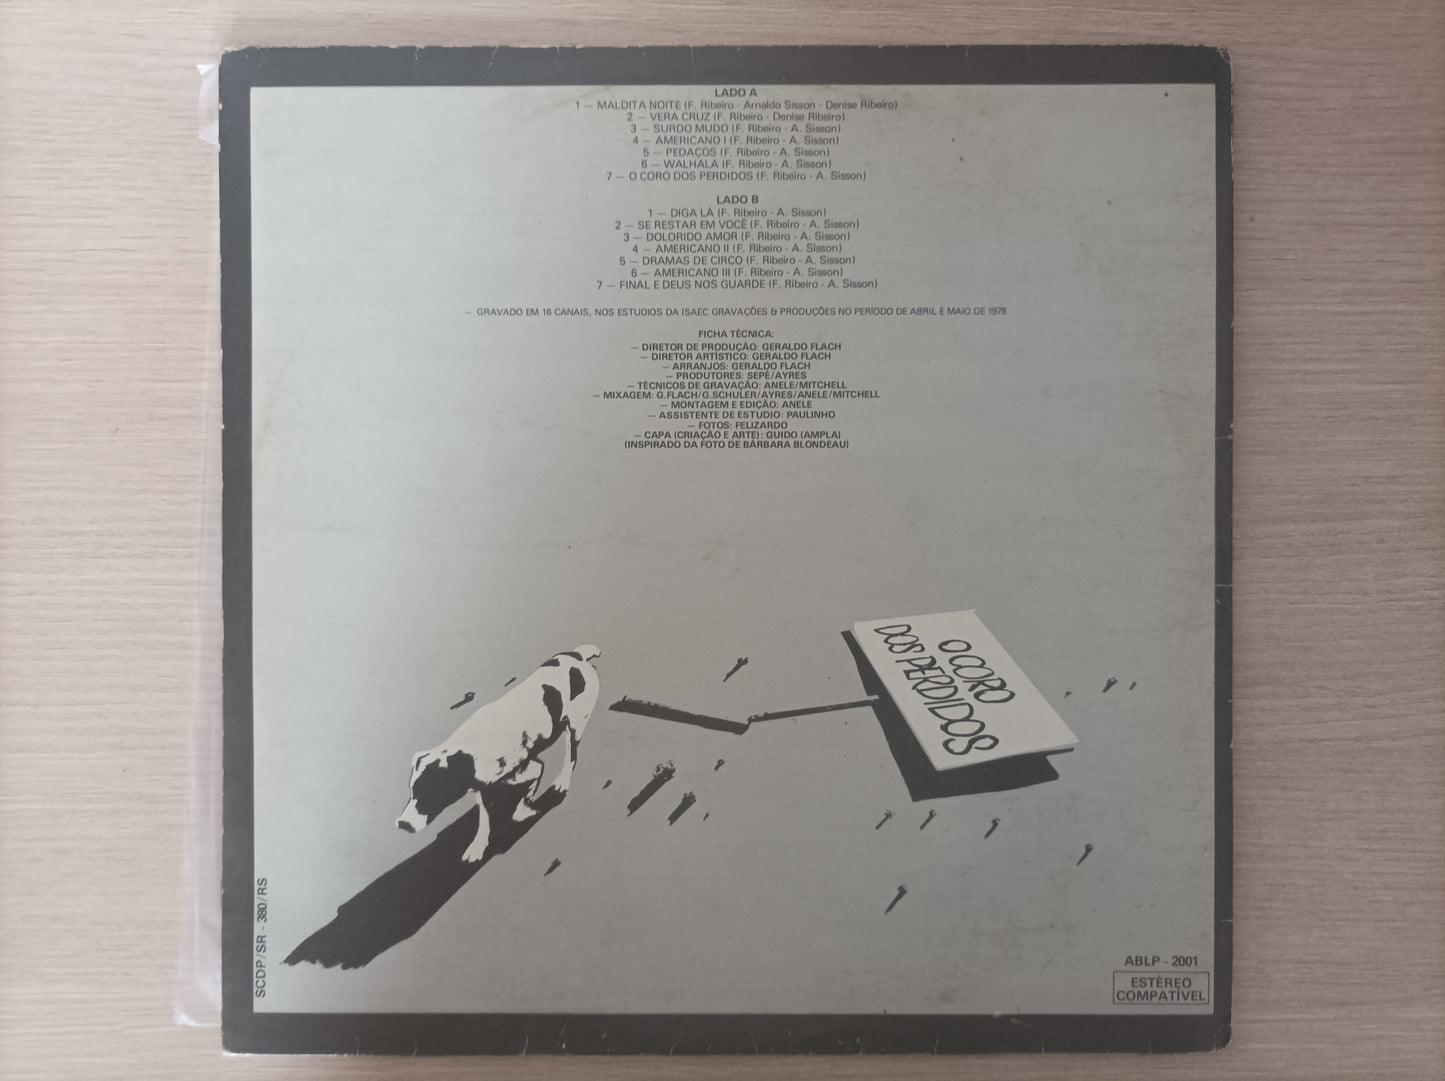 LADO A
1 — MALDITA NOITE (F. Ribeiro - Arnaldo Sisson - Denise Ribeiro)
2 — VERA CRUZ (F. Ribeiro - Denise Ribeiro)
3 — SURDO MUDO (F. Ribeiro - A. Sisson)
4 — AMERICANO I (F. Ribeiro - A. Sisson)
5 — PEDAÇOS (F. Ribeiro - A. Sisson)
6 — WALHALA (F. Ribeiro - A. Sisson)
7 — O CORO DOS PERDIDOS (F. Ribeiro - A. Sisson)
LADO B
1 — DIGA LÁ (F. Ribeiro - A. Sisson)
2 — SE RESTAR EM VOCÊ (F. Ribeiro - A. Sisson)
3 — DOLORIDO AMOR (F. Ribeiro - A. Sisson)
4 — AMERICANO II (F. Ribeiro - A. Sisson)
5 — DRAMAS DE CIRCO (F. Ribeiro - A. Sisson)
6 — AMERICANO III (F. Ribeiro - A. Sisson)
7 — FINAL E DEUS NOS GUARDE (F. Ribeiro - A. Sisson)
— GRAVADO EM 16 CANAIS, NOS ESTUDIOS DA ISAEC GRAVAÇÕES & PRODUÇÕES NO PERÍODO DE ABRIL E MAIO DE 1978
FICHA TÉCNICA:
— DIRETOR DE PRODUÇÃO: GERALDO FLACH
— DIRETOR ARTÍSTICO: GERALDO FLACH
— ARRANJOS: GERALDO FLACH
— PRODUTORES: SEPÉ/AYRES
— TÉCNICOS DE GRAVAÇÃO: ANELE/MITCHELL
— MIXAGEM: G.FLACH/G.SCHULER/AYRES/ANELE/MITCHELL
— MONTAGEM E EDIÇÃO: ANELE
— ASSISTENTE DE ESTÚDIO: PAULINHO
— FOTOS: FELIZARDO
— CAPA (CRIAÇÃO E ARTE): GUIDO (AMPLA)
(INSPIRADO DA FOTO DE BÁRBARA BLONDEAU)
O CORO
DOS PERDIDOS
SCDP/SR - 380/RS
ABLP - 2001
ESTÉREO
COMPATÍVEL